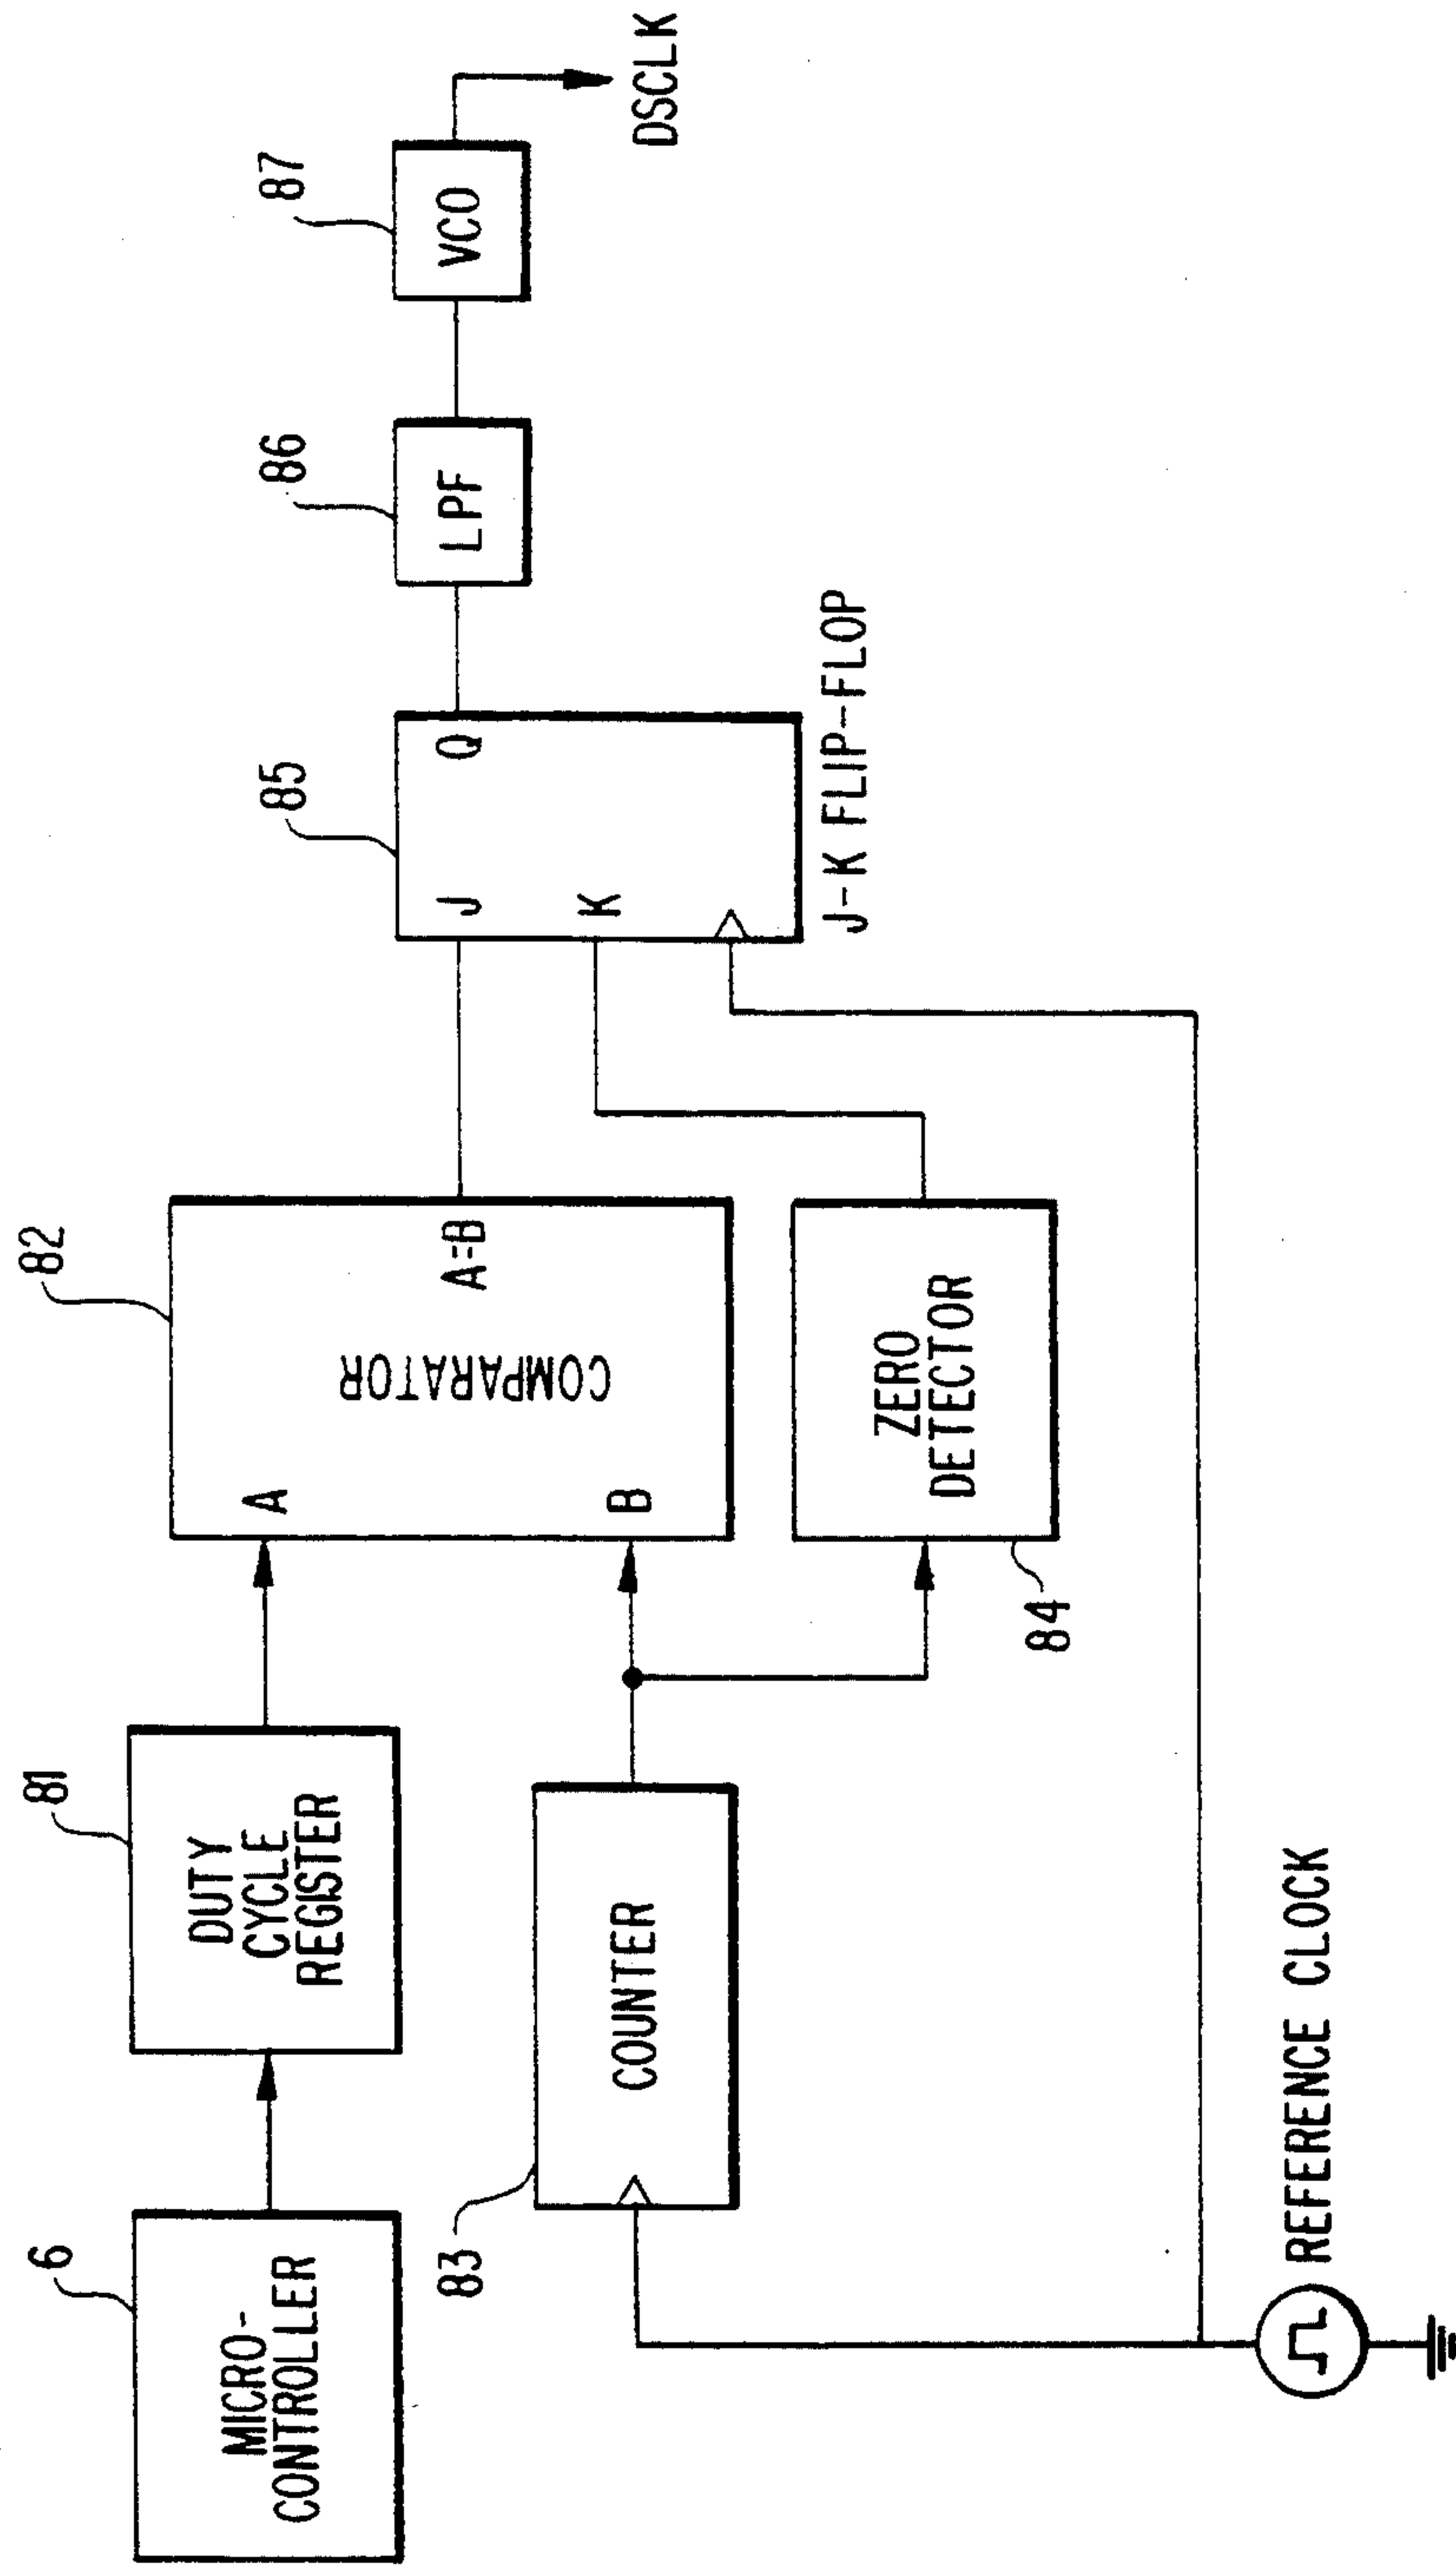 6
MICRO-
CONTROLLER
81
DUTY
CYCLE
REGISTER
82
A
B
COMPARATOR
A=B
83
COUNTER
84
ZERO
DETECTOR
85
J
K
Q
J-K FLIP-FLOP
86
LPF
87
VCO
DSCLK
REFERENCE CLOCK